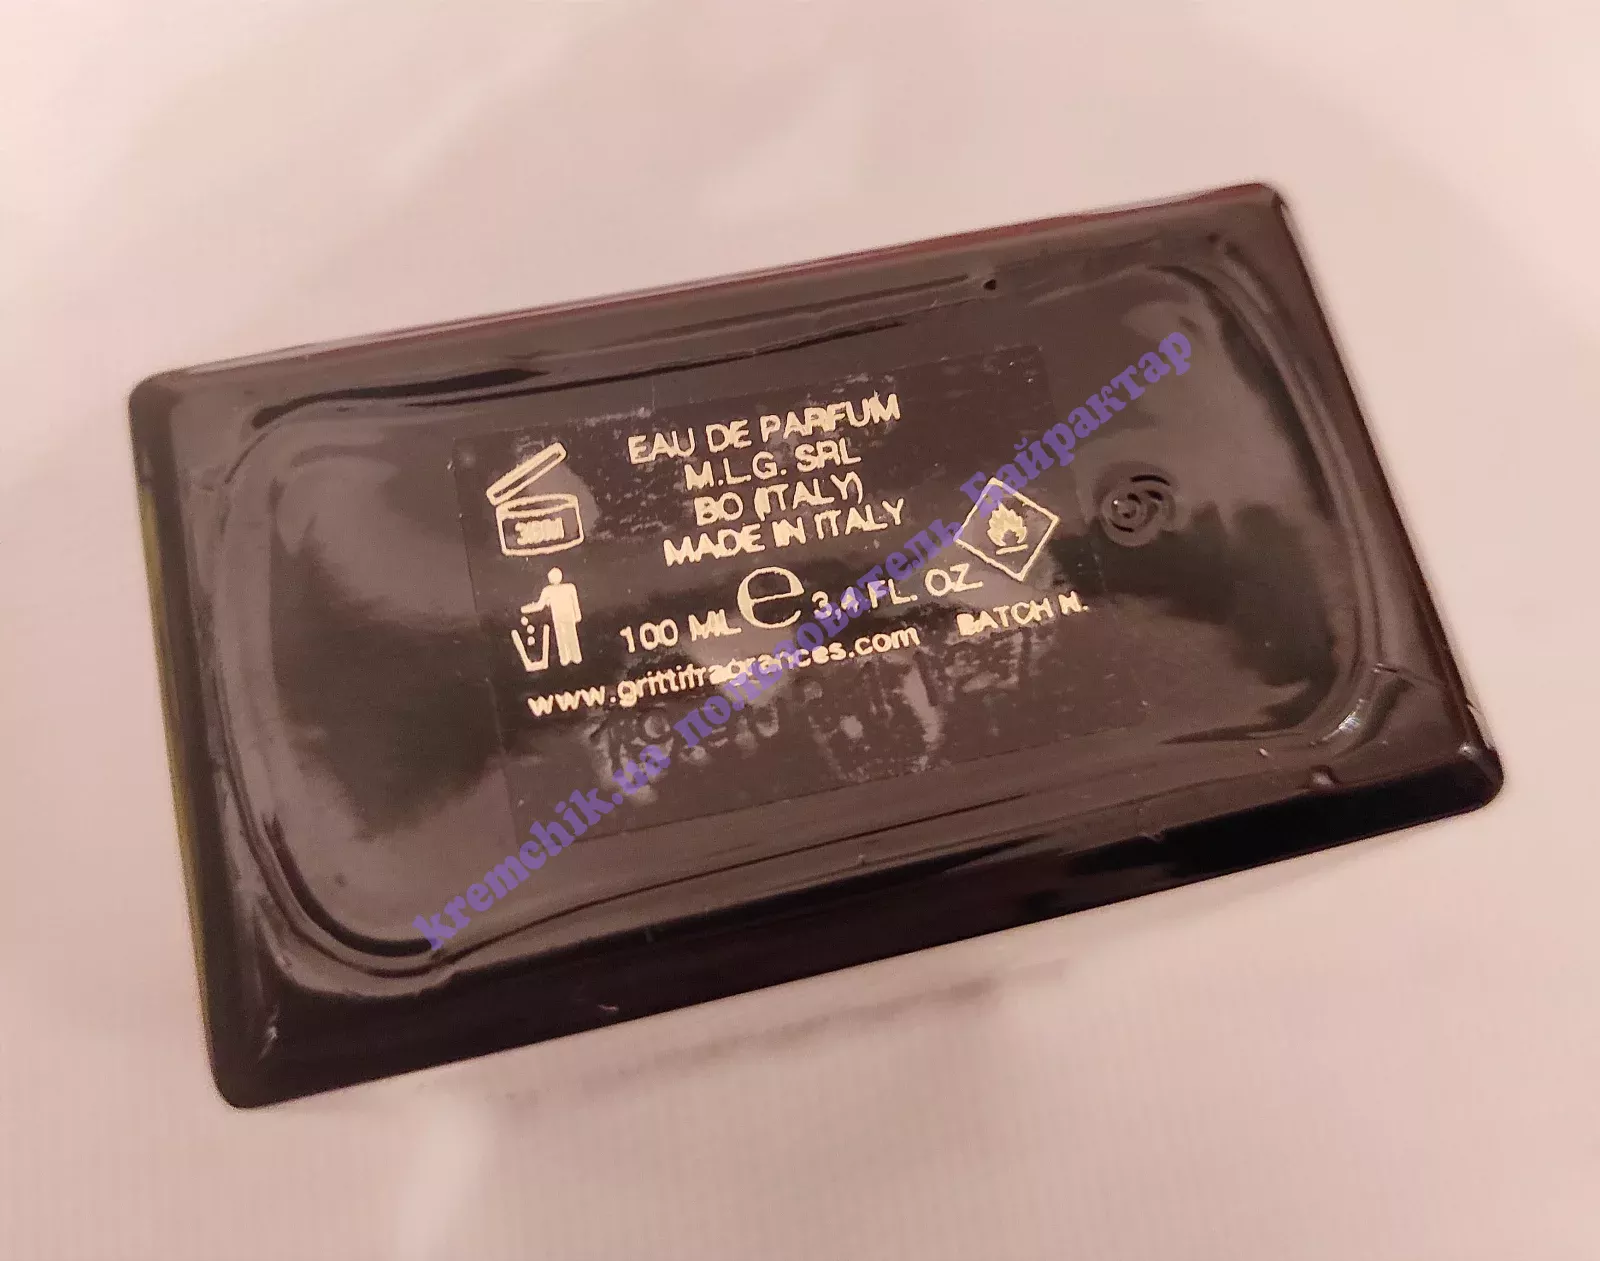 EAU DE PARFUM
M.L.G. SRL
BO (ITALY)
MADE IN ITALY
36M
100 ML e 3,4 FL. OZ
BATCH N.
www.grittifragrances.com
kremchik.ua пользователь Байрактар